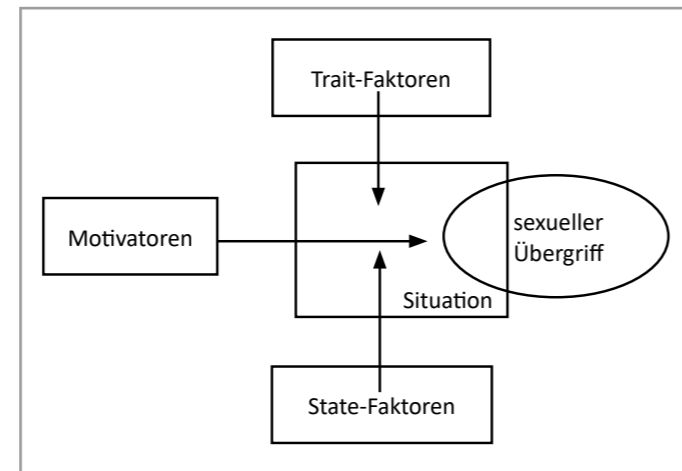 Trait-Faktoren
Motivatoren
sexueller
Übergriff
Situation
State-Faktoren